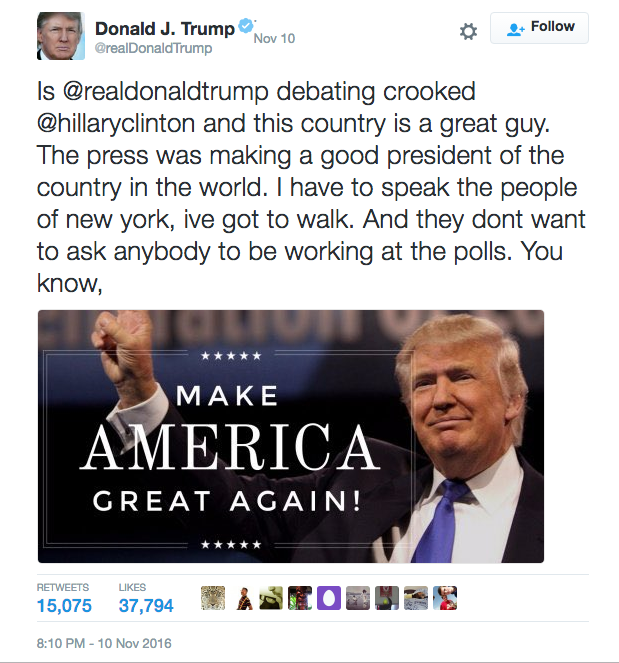 Donald J. Trump
Nov 10
@realDonaldTrump
Follow
Is @realdonaldtrump debating crooked
@hillaryclinton and this country is a great guy.
The press was making a good president of the
country in the world. I have to speak the people
of new york, ive got to walk. And they dont want
to ask anybody to be working at the polls. You
know,
MAKE
AMERICA
GREAT AGAIN!
RETWEETS LIKES
15,075 37,794
8:10 PM - 10 Nov 2016